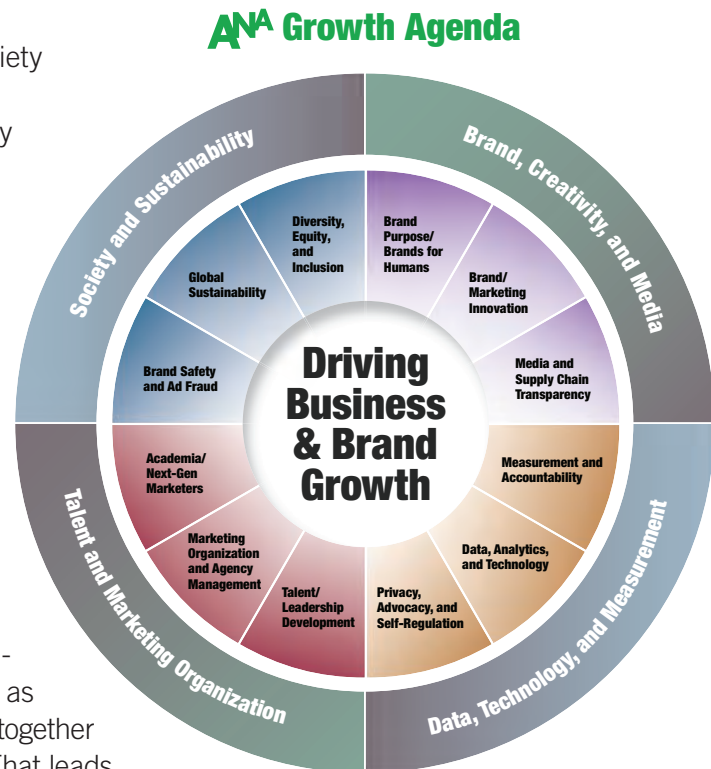 ANA Growth Agenda
iety
y
Society and Sustainability
Brand, Creativity, and Media
Diversity,
Equity,
and
Inclusion
Brand
Purpose/
Brands for
Humans
Global
Sustainability
Brand/
Marketing
Innovation
Brand Safety
and Ad Fraud
Media and
Supply Chain
Transparency
Driving
Business
& Brand
Growth
Academia/
Next-Gen
Marketers
Measurement and
Accountability
Marketing
Organization
and Agency
Management
Data, Analytics,
and Technology
Talent/
Leadership
Development
Privacy,
Advocacy, and
Self-Regulation
Talent and Marketing Organization
Data, Technology, and Measurement
-
as
together
That leads